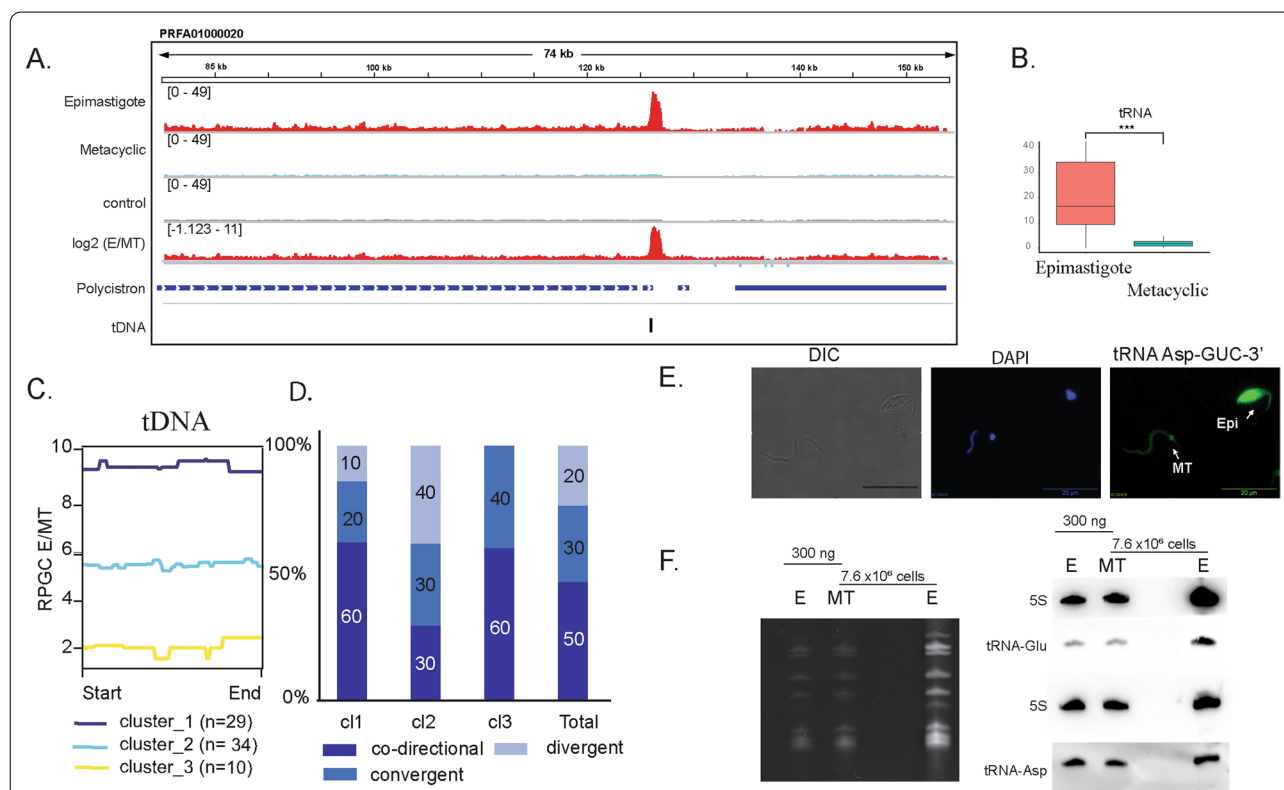 PRFA01000020
A.
74 kb
85 kb
100 kb
120 kb
140 kb
150 kb
Epimastigote
[0 - 49]
Metacyclic
[0 - 49]
control
[0 - 49]
log2 (E/MT)
[-1.123 - 11]
Polycistron
tDNA
B.
tRNA
***
40
30
20
10
0
Epimastigote
Metacyclic
C.
tDNA
RPGC E/MT
10
8
6
4
2
Start
End
cluster_1 (n=29)
cluster_2 (n= 34)
cluster_3 (n=10)
D.
100%
50%
0%
10
20
60
40
30
30
40
60
20
30
50
cl1
cl2
cl3
Total
co-directional
divergent
convergent
E.
DIC
DAPI
tRNA Asp-GUC-3’
Epi
MT
20 µm
20 µm
F.
300 ng
7.6 x10⁶ cells
E
MT
E
300 ng
7.6 x10⁶ cells
E
MT
E
5S
tRNA-Glu
5S
tRNA-Asp